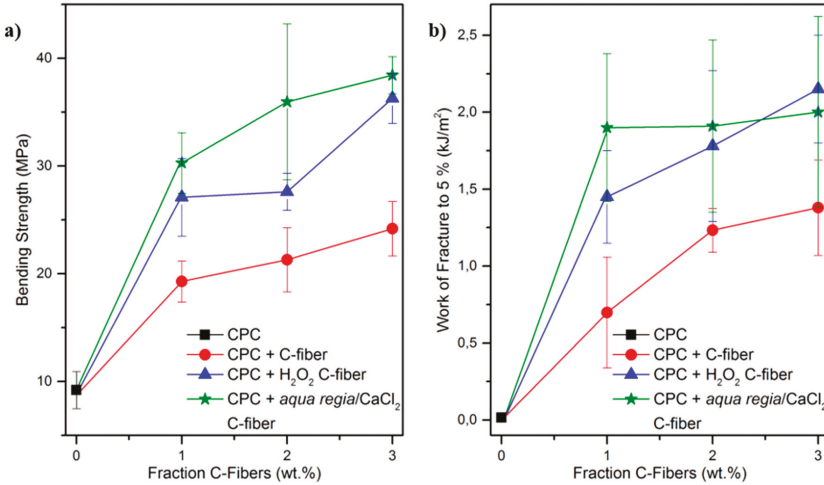 a)
Bending Strength (MPa)
40
30
20
10
0
1
2
3
Fraction C-Fibers (wt.%)
CPC
CPC + C-fiber
CPC + H₂O₂ C-fiber
CPC + aqua regia/CaCl₂
C-fiber
b)
Work of Fracture to 5 % (kJ/m²)
2,5
2,0
1,5
1,0
0,5
0,0
0
1
2
3
Fraction C-Fibers (wt.%)
CPC
CPC + C-fiber
CPC + H₂O₂ C-fiber
CPC + aqua regia/CaCl₂
C-fiber